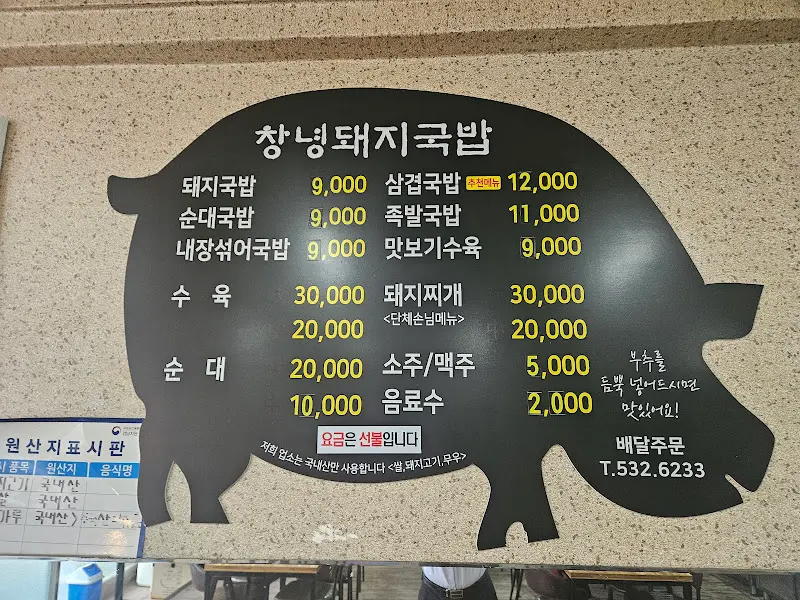 창녕돼지국밥
돼지국밥 9,000 삼겹국밥 추천메뉴 12,000
순대국밥 9,000 족발국밥 11,000
내장섞어국밥 9,000 맛보기수육 9,000
수 육 30,000 돼지찌개 30,000
<단체손님메뉴>
20,000 20,000
순 대 20,000 소주/맥주 5,000
10,000 음료수 2,000
부추를
듬뿍 넣어드시면
맛있어요!
요금은 선불입니다
저희 업소는 국내산만 사용합니다 <쌀,돼지고기,무우>
배달주문
T.532.6233
원산지표시판
품목 원산지 음식명
고기 국내산
쌀 국내산
국내산